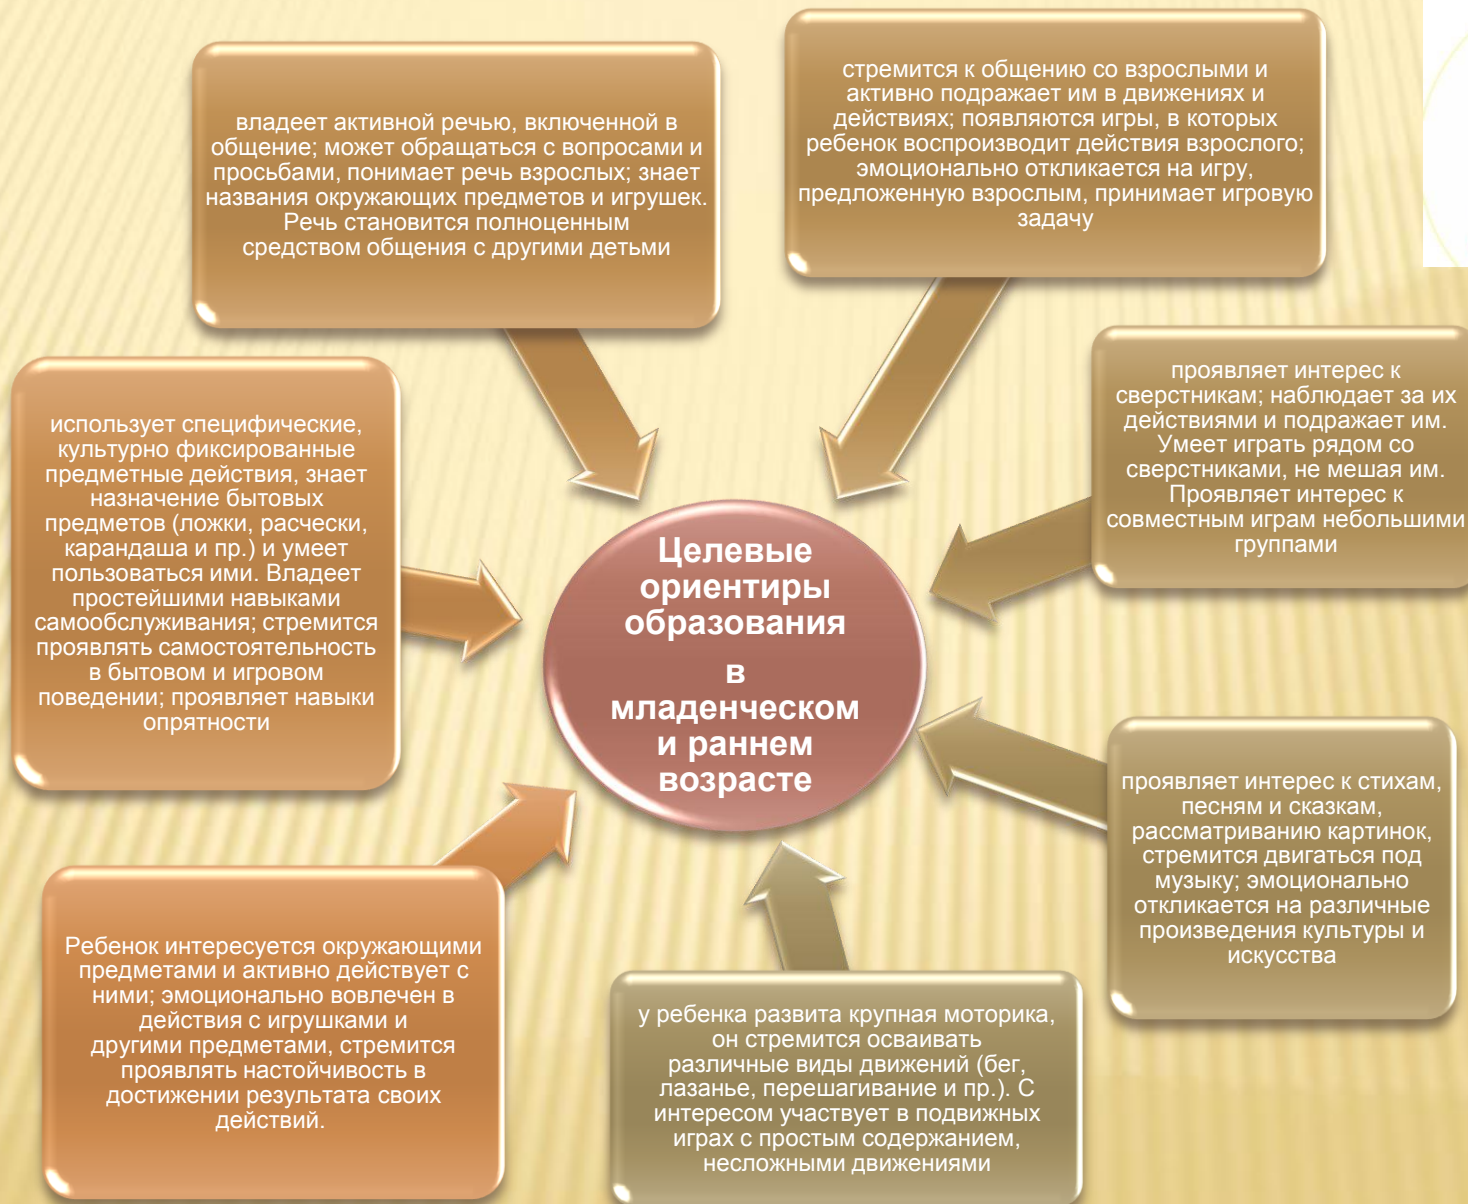 владеет активной речью, включенной в
общение; может обращаться с вопросами и
просьбами, понимает речь взрослых; знает
названия окружающих предметов и игрушек.
Речь становится полноценным
средством общения с другими детьми
стремится к общению со взрослыми и
активно подражает им в движениях и
действиях; появляются игры, в которых
ребенок воспроизводит действия взрослого;
эмоционально откликается на игру,
предложенную взрослым, принимает игровую
задачу
использует специфические,
культурно фиксированные
предметные действия, знает
назначение бытовых
предметов (ложки, расчески,
карандаша и пр.) и умеет
пользоваться ими. Владеет
простейшими навыками
самообслуживания; стремится
проявлять самостоятельность
в бытовом и игровом
поведении; проявляет навыки
опрятности
проявляет интерес к
сверстникам; наблюдает за их
действиями и подражает им.
Умеет играть рядом со
сверстниками, не мешая им.
Проявляет интерес к
совместным играм небольшими
группами
Целевые
ориентиры
образования
в
младенческом
и раннем
возрасте
проявляет интерес к стихам,
песням и сказкам,
рассматриванию картинок,
стремится двигаться под
музыку; эмоционально
откликается на различные
произведения культуры и
искусства
Ребенок интересуется окружающими
предметами и активно действует с
ними; эмоционально вовлечен в
действия с игрушками и
другими предметами, стремится
проявлять настойчивость в
достижении результата своих
действий.
у ребенка развита крупная моторика,
он стремится осваивать
различные виды движений (бег,
лазанье, перешагивание и пр.). С
интересом участвует в подвижных
играх с простым содержанием,
несложными движениями